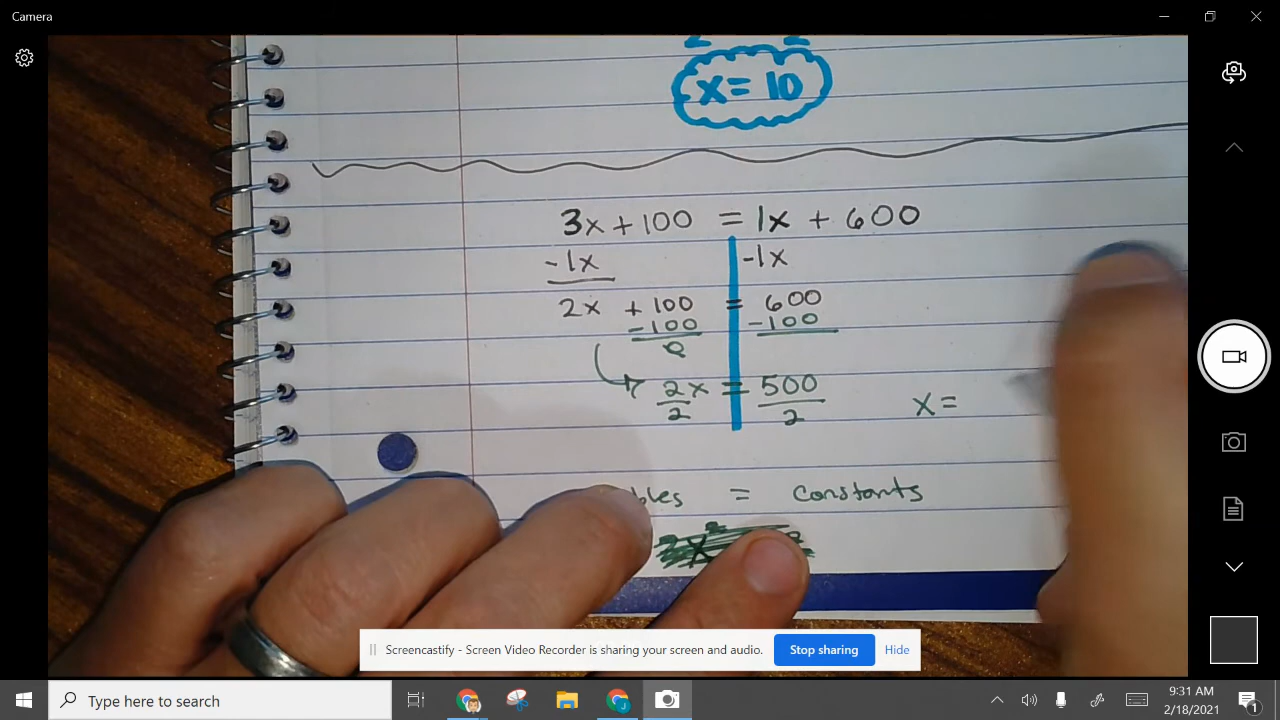 Camera
x = 10
3x + 100 = 1x + 600
-1x -1x
2x + 100 = 600
-100 -100
0
2x = 500
2 2
x =
= constants
Screencastify - Screen Video Recorder is sharing your screen and audio.
Stop sharing
Hide
Type here to search
9:31 AM
2/18/2021
1